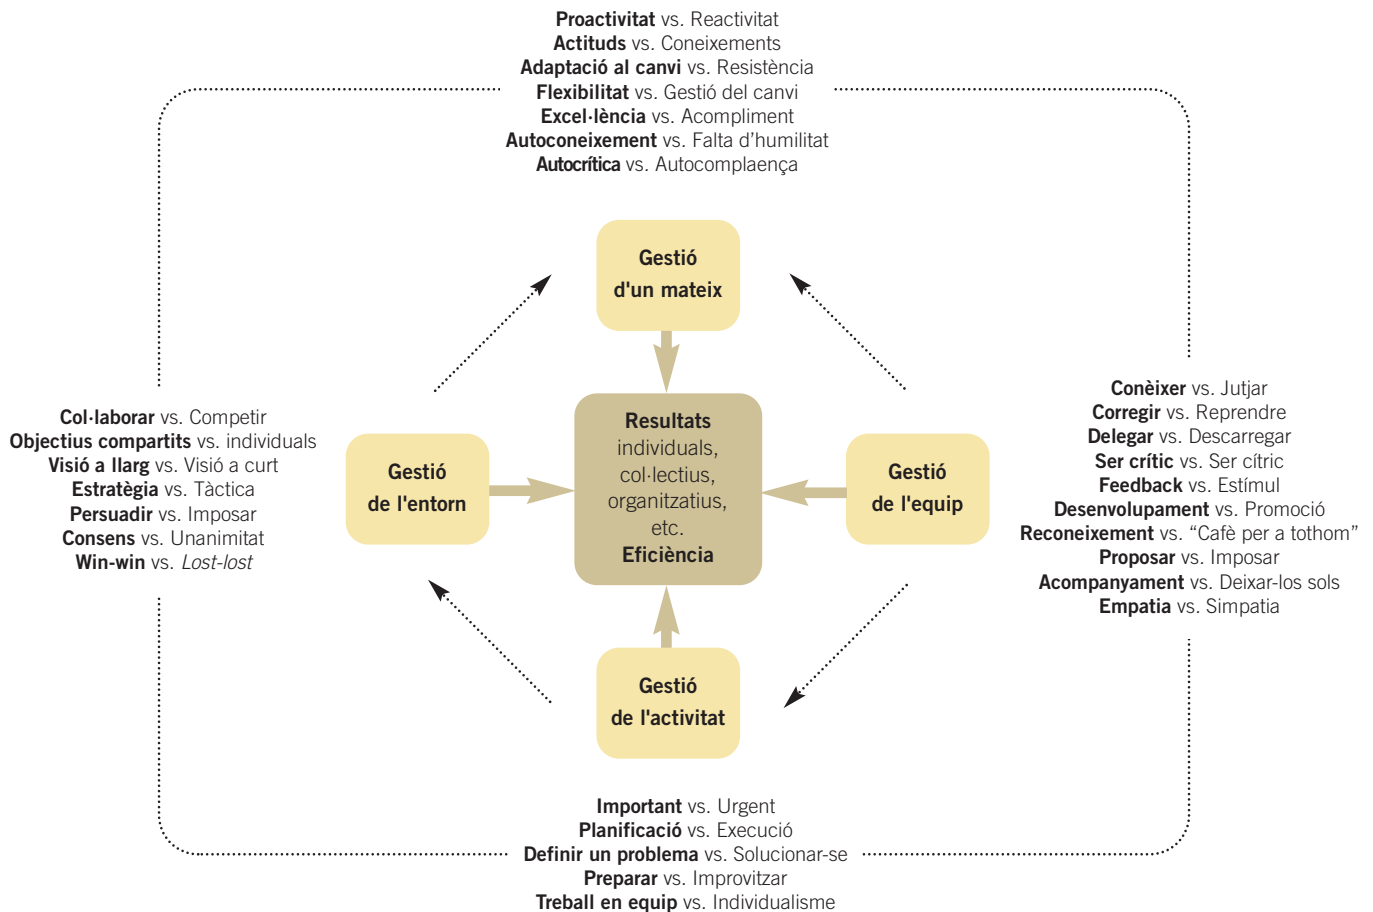 Proactivitat vs. Reactivitat
Actituds vs. Coneixements
Adaptació al canvi vs. Resistència
Flexibilitat vs. Gestió del canvi
Excel·lència vs. Acompliment
Autoconeixement vs. Falta d’humilitat
Autocrítica vs. Autocomplaença
Gestió
d'un mateix
Col·laborar vs. Competir
Objectius compartits vs. individuals
Visió a llarg vs. Visió a curt
Estratègia vs. Tàctica
Persuadir vs. Imposar
Consens vs. Unanimitat
Win-win vs. Lost-lost
Gestió
de l'entorn
Resultats
individuals,
col·lectius,
organitzatius,
etc.
Eficiència
Gestió
de l'equip
Conèixer vs. Jutjar
Corregir vs. Reprendre
Delegar vs. Descarregar
Ser crític vs. Ser cítric
Feedback vs. Estímul
Desenvolupament vs. Promoció
Reconeixement vs. “Cafè per a tothom”
Proposar vs. Imposar
Acompanyament vs. Deixar-los sols
Empatia vs. Simpatia
Gestió
de l'activitat
Important vs. Urgent
Planificació vs. Execució
Definir un problema vs. Solucionar-se
Preparar vs. Improvitzar
Treball en equip vs. Individualisme